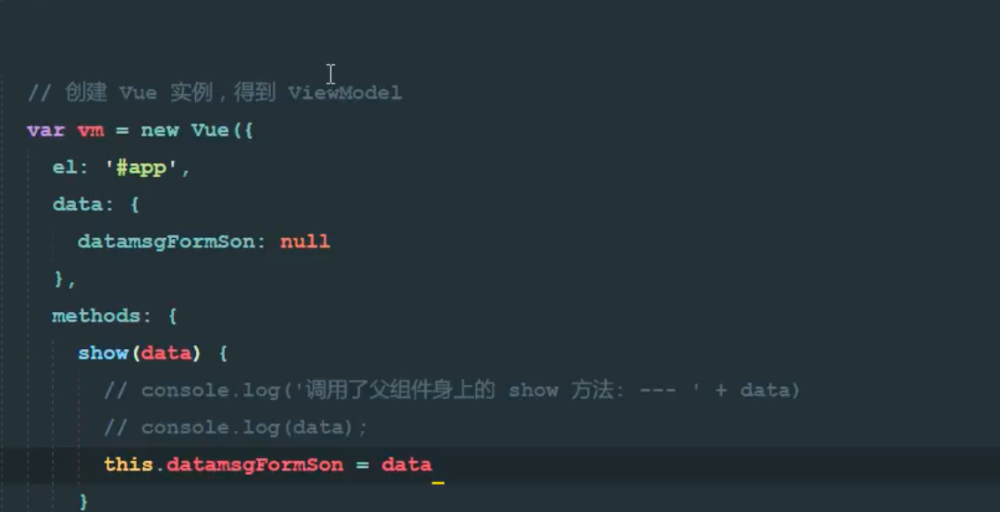 // 创建 Vue 实例，得到 ViewModel
var vm = new Vue({
el: '#app',
data: {
datamsgFormSon: null
},
methods: {
show(data) {
// console.log('调用了父组件身上的 show 方法: --- ' + data)
// console.log(data);
this.datamsgFormSon = data
}